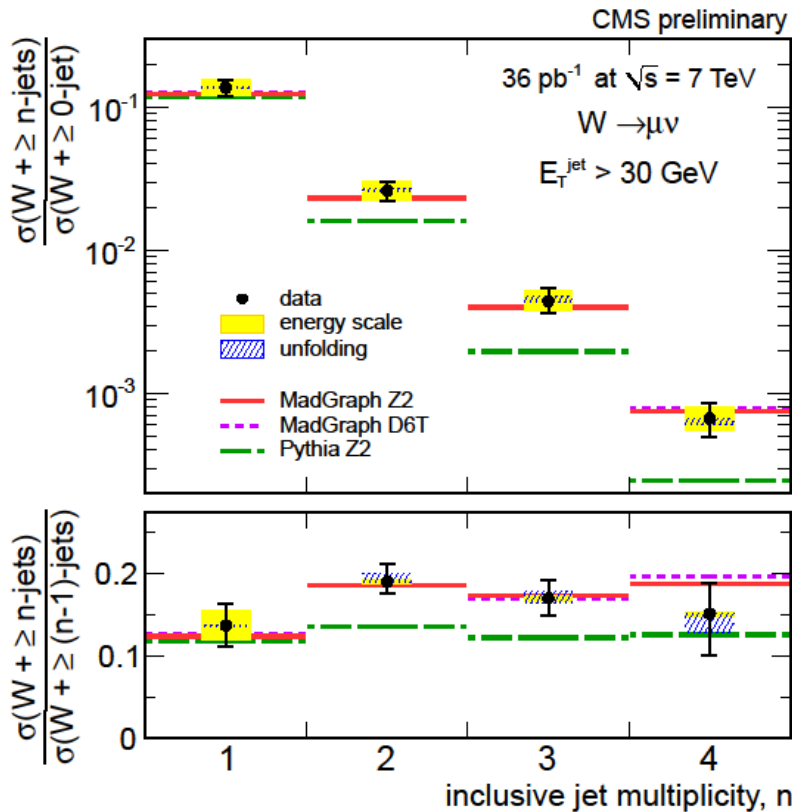 CMS preliminary
σ(W + ≥ n-jets)
σ(W + ≥ 0-jet)
10⁻¹
10⁻²
10⁻³
36 pb⁻¹ at √s = 7 TeV
W →μν
E_T^jet > 30 GeV
data
energy scale
unfolding
MadGraph Z2
MadGraph D6T
Pythia Z2
σ(W + ≥ n-jets)
σ(W + ≥ (n-1)-jets)
0.2
0.1
0
1 2 3 4
inclusive jet multiplicity, n